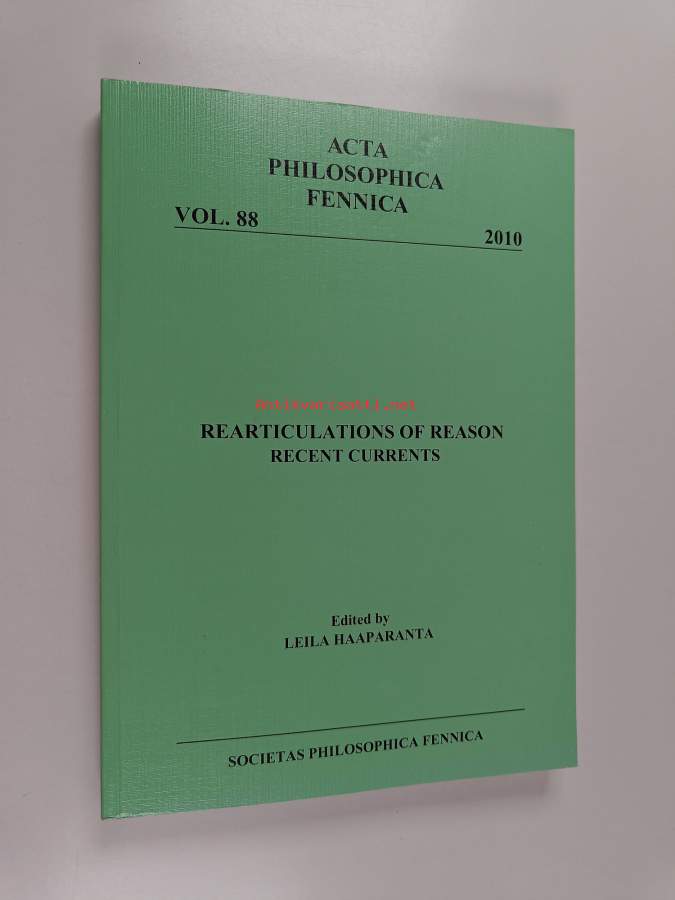 ACTA
PHILOSOPHICA
FENNICA
VOL. 88
2010
Antikvariaatti.net
REARTICULATIONS OF REASON
RECENT CURRENTS
Edited by
LEILA HAAPARANTA
SOCIETAS PHILOSOPHICA FENNICA